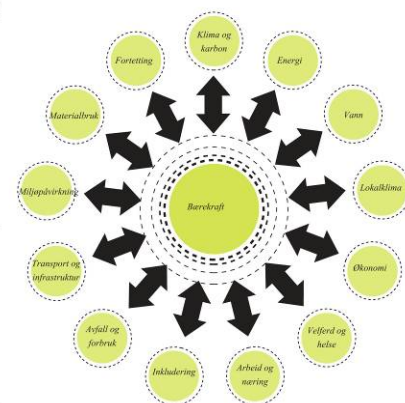 Klima og
karbon
Energi
Vann
Lokalklima
Økonomi
Velferd og
helse
Arbeid og
næring
Inkludering
Avfall og
forbruk
Transport og
infrastruktur
Miljøpåvirkning
Materialbruk
Fortetting
Bærekraft